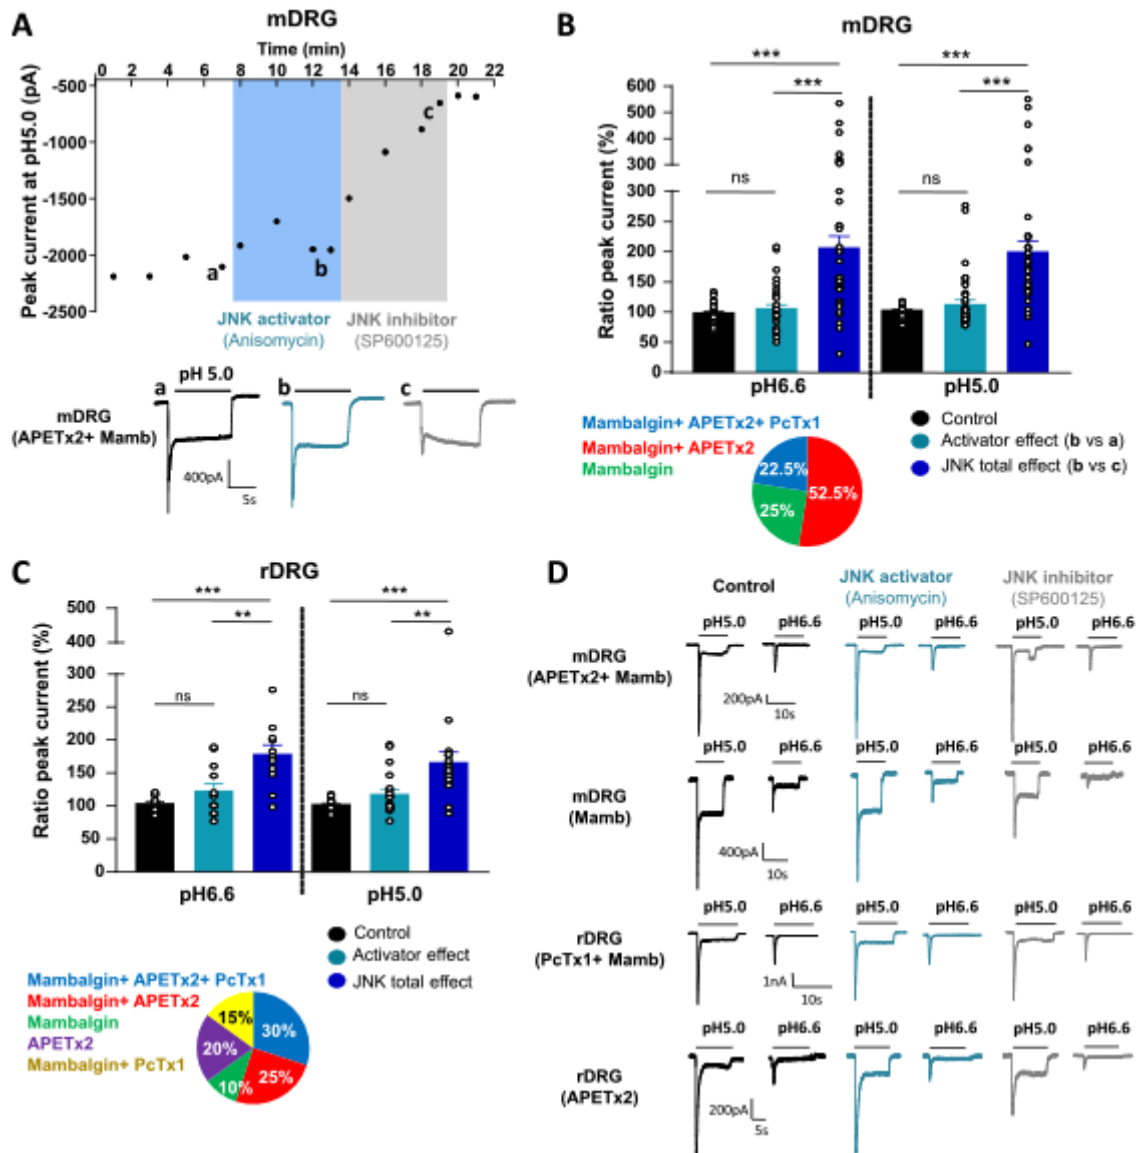 A
mDRG
Time (min)
0 2 4 6 8 10 12 14 16 18 20 22
Peak current at pH5.0 (pA)
-500
-1000
-1500
-2000
-2500
a
b
c
JNK activator
(Anisomycin)
JNK inhibitor
(SP600125)
a
pH 5.0
b
c
mDRG
(APETx2+ Mamb)
400pA
5s
B
mDRG
Ratio peak current (%)
600
500
400
300
300
250
200
150
100
50
0
***
***
ns
***
***
ns
pH6.6
pH5.0
Mambalgin+ APETx2+ PcTx1
Mambalgin+ APETx2
Mambalgin
22.5%
52.5%
25%
Control
Activator effect (b vs a)
JNK total effect (b vs c)
C
rDRG
Ratio peak current (%)
500
400
300
250
200
150
100
50
0
***
**
ns
***
**
ns
pH6.6
pH5.0
Control
Activator effect
JNK total effect
Mambalgin+ APETx2+ PcTx1
Mambalgin+ APETx2
Mambalgin
APETx2
Mambalgin+ PcTx1
15%
30%
20%
25%
10%
D
Control
JNK activator
(Anisomycin)
JNK inhibitor
(SP600125)
pH5.0 pH6.6 pH5.0 pH6.6 pH5.0 pH6.6
mDRG
(APETx2+ Mamb)
200pA
10s
pH5.0 pH6.6 pH5.0 pH6.6 pH5.0 pH6.6
mDRG
(Mamb)
400pA
10s
pH5.0 pH6.6 pH5.0 pH6.6 pH5.0 pH6.6
rDRG
(PcTx1+ Mamb)
1nA
10s
pH5.0 pH6.6 pH5.0 pH6.6 pH5.0 pH6.6
rDRG
(APETx2)
200pA
5s